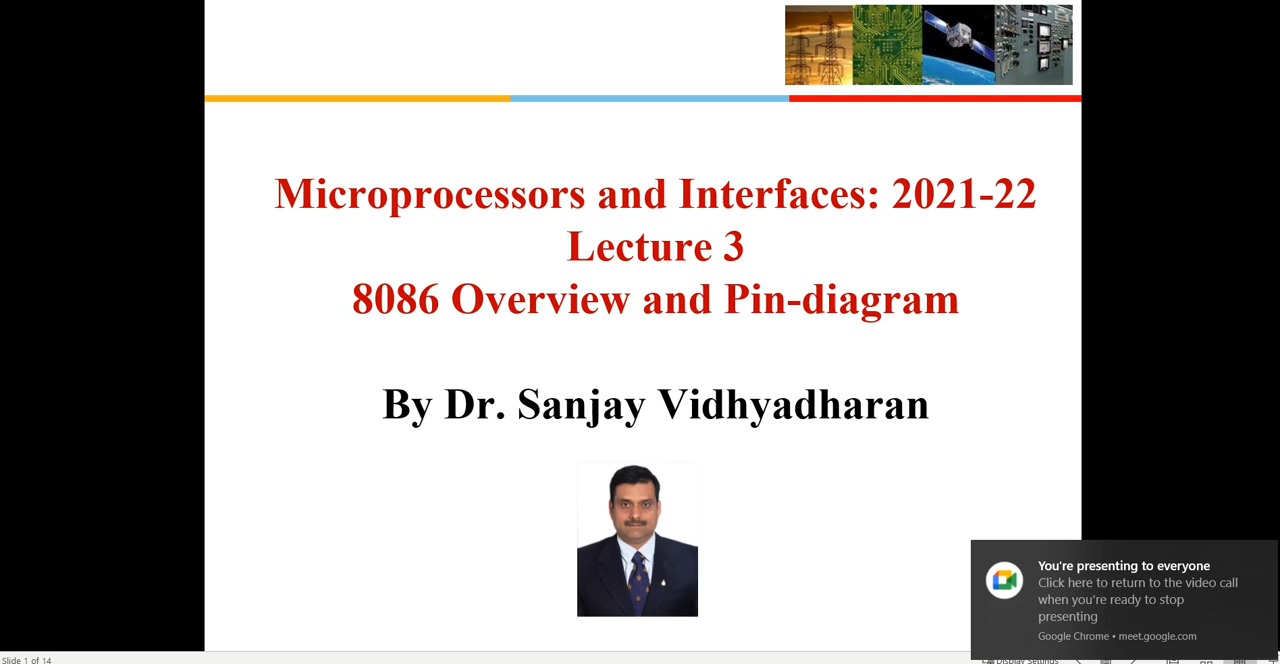 Microprocessors and Interfaces: 2021-22
Lecture 3
8086 Overview and Pin-diagram
By Dr. Sanjay Vidhyadharan
You're presenting to everyone
Click here to return to the video call
when you're ready to stop
presenting
Google Chrome • meet.google.com
Slide 1 of 14
Display Settings